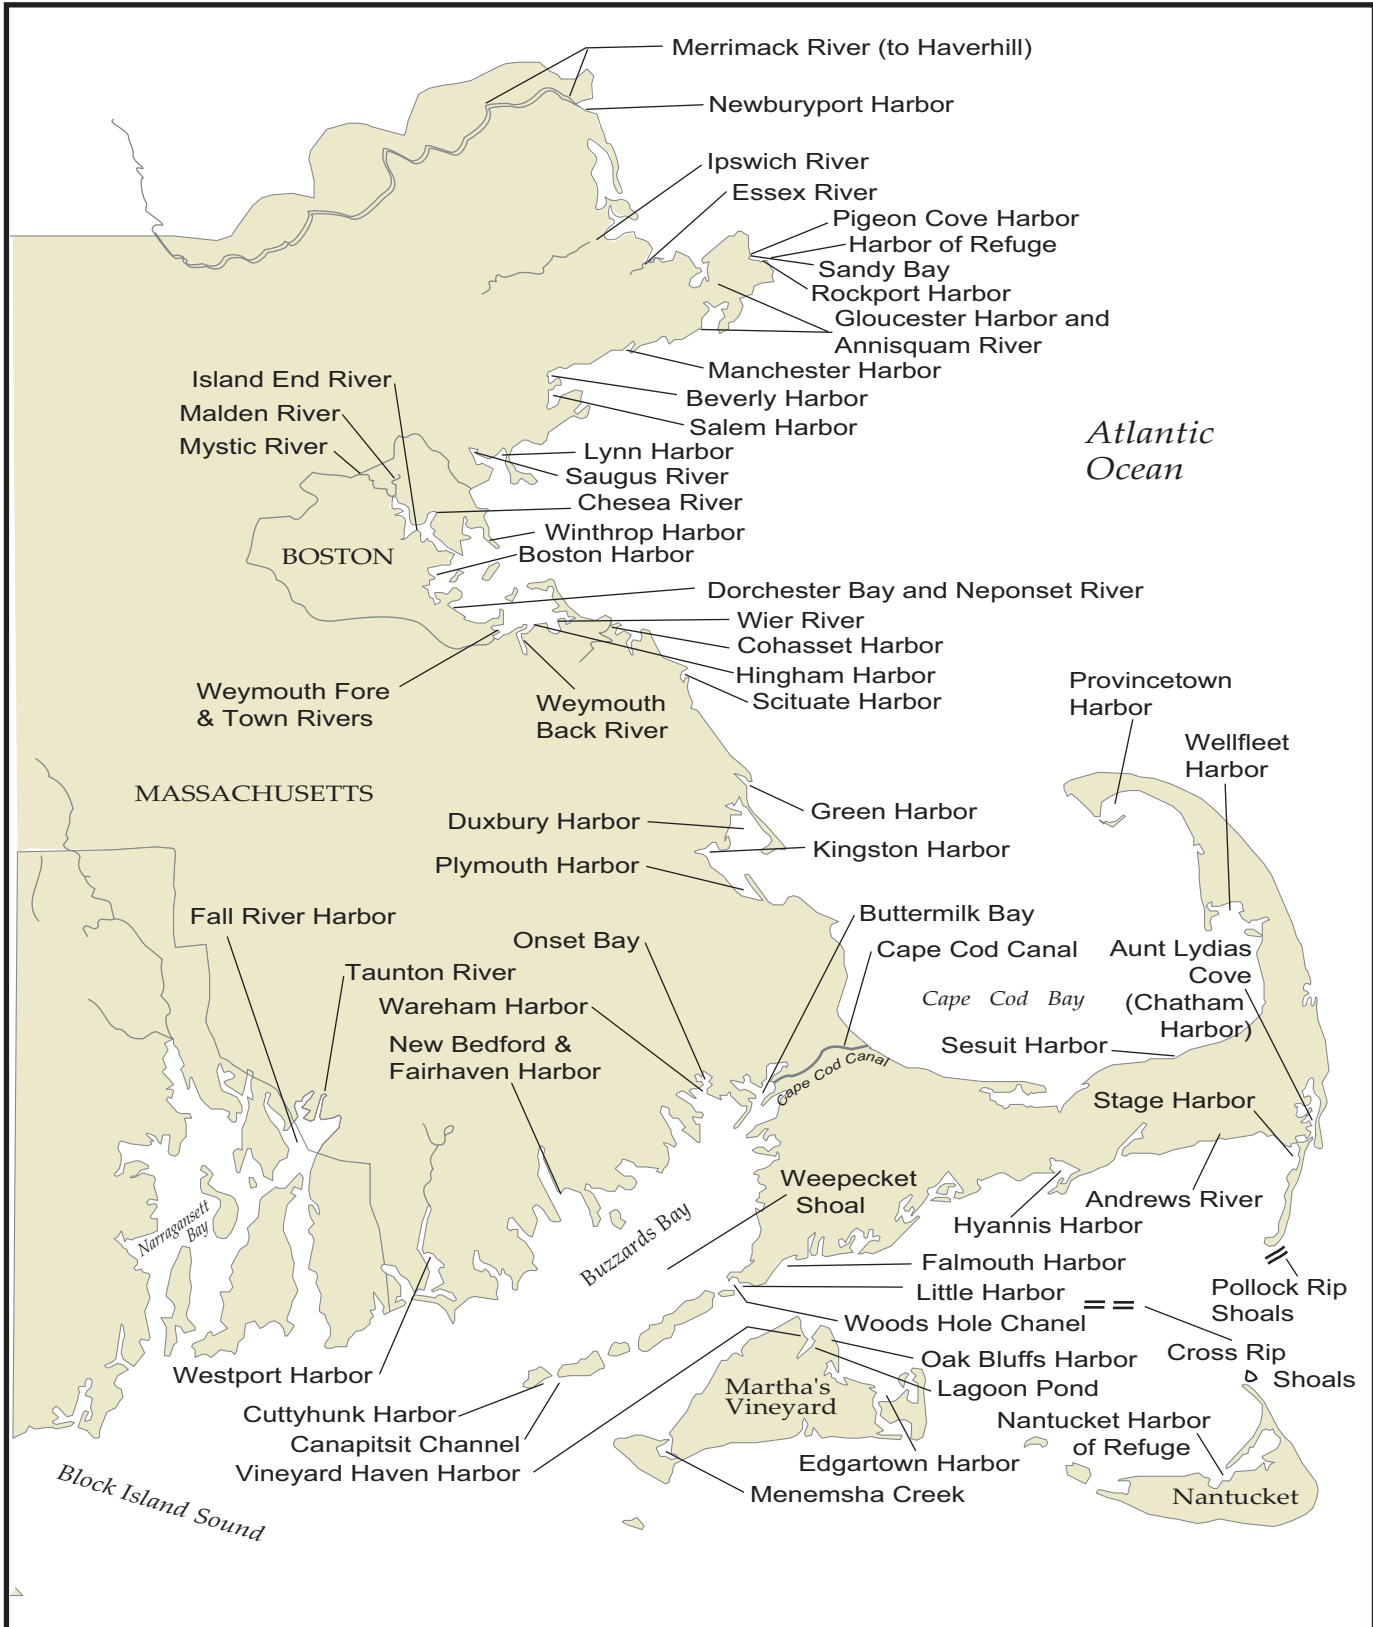 Merrimack River (to Haverhill)
Newburyport Harbor
Ipswich River
Essex River
Pigeon Cove Harbor
Harbor of Refuge
Sandy Bay
Rockport Harbor
Gloucester Harbor and
Annisquam River
Manchester Harbor
Island End River
Beverly Harbor
Malden River
Salem Harbor
Mystic River
Atlantic
Ocean
Lynn Harbor
Saugus River
Chesea River
Winthrop Harbor
BOSTON
Boston Harbor
Dorchester Bay and Neponset River
Wier River
Cohasset Harbor
Hingham Harbor
Scituate Harbor
Weymouth Fore
& Town Rivers
Weymouth
Back River
Provincetown
Harbor
Wellfleet
Harbor
MASSACHUSETTS
Green Harbor
Duxbury Harbor
Kingston Harbor
Plymouth Harbor
Fall River Harbor
Buttermilk Bay
Onset Bay
Cape Cod Canal
Aunt Lydias
Cove
(Chatham
Harbor)
Taunton River
Wareham Harbor
Cape Cod Bay
New Bedford &
Fairhaven Harbor
Sesuit Harbor
Cape Cod Canal
Stage Harbor
Weepecket
Shoal
Andrews River
Hyannis Harbor
Narragansett
Bay
Buzzards Bay
Falmouth Harbor
Little Harbor
Pollock Rip
Shoals
Woods Hole Chanel
Cross Rip
Shoals
Oak Bluffs Harbor
Westport Harbor
Lagoon Pond
Martha's
Vineyard
Cuttyhunk Harbor
Nantucket Harbor
of Refuge
Canapitsit Channel
Vineyard Haven Harbor
Edgartown Harbor
Menemsha Creek
Nantucket
Block Island Sound